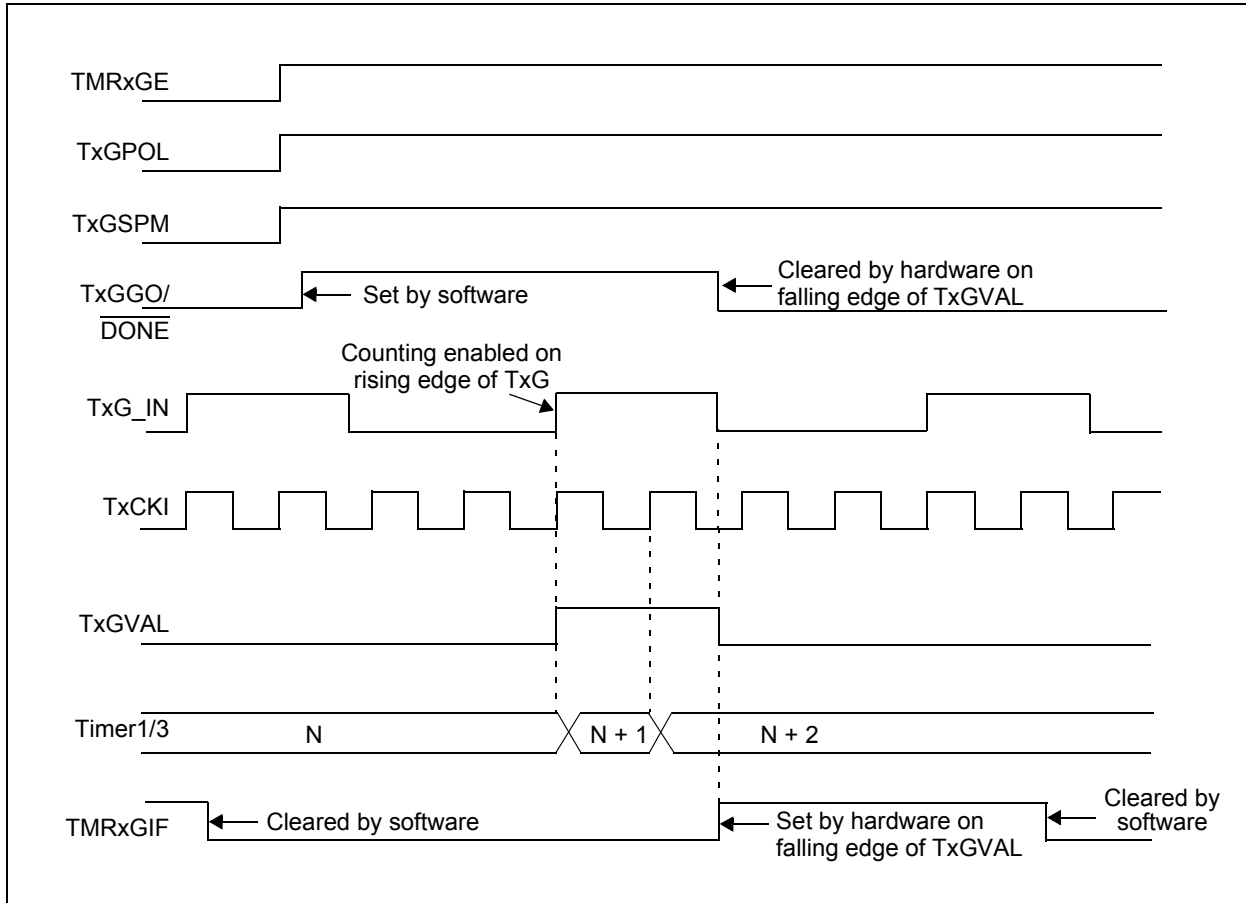 TMRxGE
TxGPOL
TxGSPM
TxGGO/
DONE
Set by software
Cleared by hardware on
falling edge of TxGVAL
Counting enabled on
rising edge of TxG
TxG_IN
TxCKI
TxGVAL
Timer1/3
N
N + 1
N + 2
TMRxGIF
Cleared by software
Set by hardware on
falling edge of TxGVAL
Cleared by
software